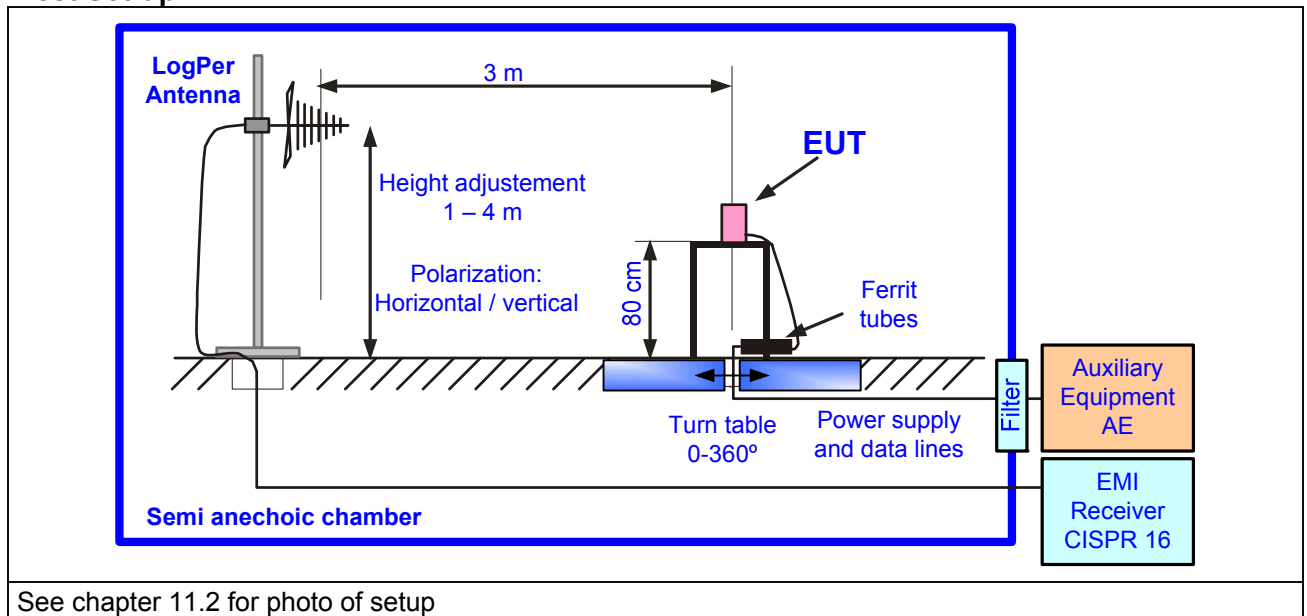 LogPer
Antenna
3 m
EUT
Height adjustement
1 – 4 m
Polarization:
Horizontal / vertical
80 cm
Ferrit
tubes
Turn table
0-360º
Power supply
and data lines
Filter
Auxiliary
Equipment
AE
EMI
Receiver
CISPR 16
Semi anechoic chamber
See chapter 11.2 for photo of setup